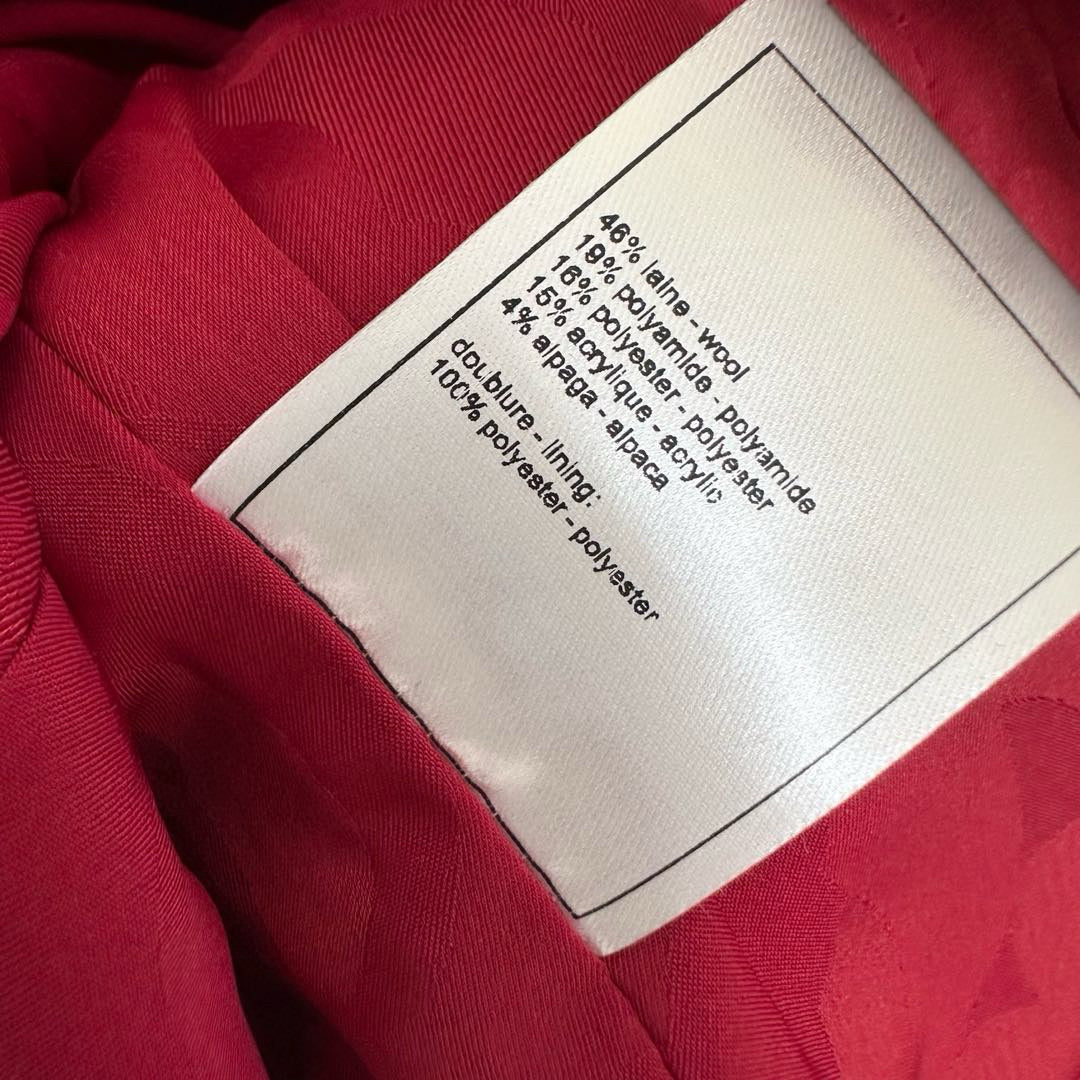 46% laine - wool
19% polyamide - polyamide
16% polyester - polyester
15% acrylique - acrylic
4% alpaga - alpaca
doublure - lining:
100% polyester - polyester